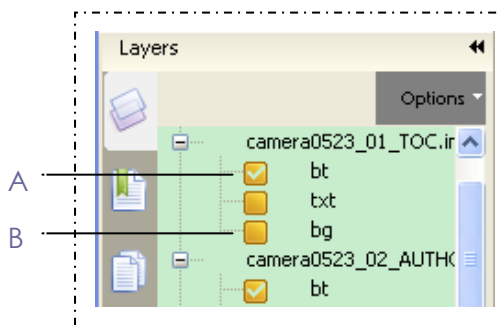 Layers
Options
camera0523_01_TOC.in
A
bt
txt
B
bg
camera0523_02_AUTHO
bt